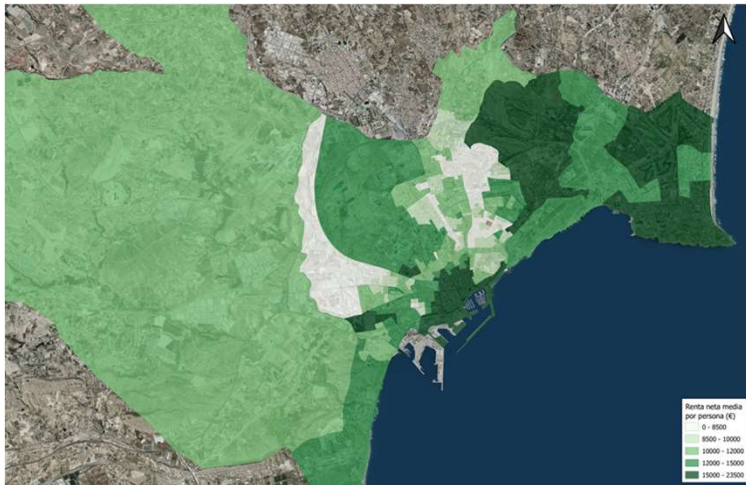 Renta neta media
por persona (€)
0 - 8500
8500 - 10000
10000 - 12000
12000 - 15000
15000 - 23500